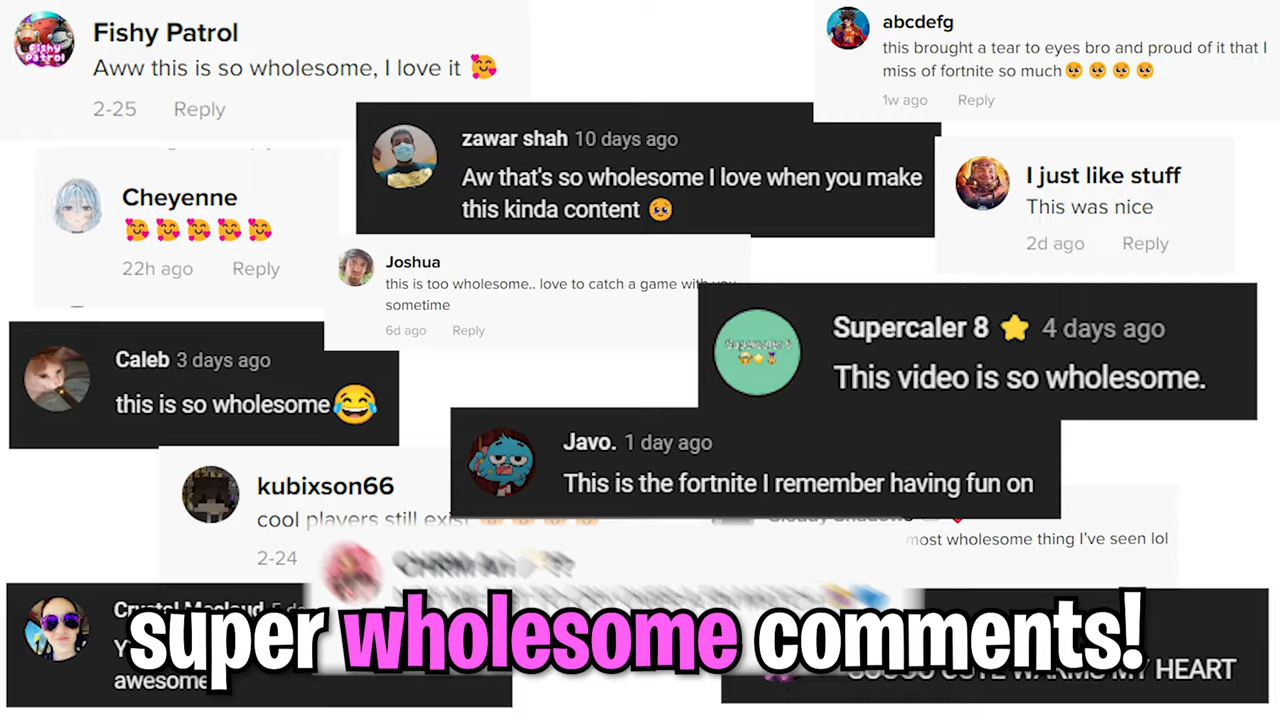 Fishy Patrol
Aww this is so wholesome, I love it 🥰
2-25 Reply
abcdefg
this brought a tear to eyes bro and proud of it that I
miss of fortnite so much🥺🥺🥺🥺
1w ago Reply
zawar shah 10 days ago
Aw that's so wholesome I love when you make
this kinda content 🥺
Cheyenne
🥰🥰🥰🥰🥰
22h ago Reply
I just like stuff
This was nice
2d ago Reply
Joshua
this is too wholesome.. love to catch a game with you
sometime
6d ago Reply
Supercaler 8 ⭐ 4 days ago
This video is so wholesome.
Caleb 3 days ago
this is so wholesome😂
Javo. 1 day ago
This is the fortnite I remember having fun on
kubixson66
cool players still exist
2-24
most wholesome thing I've seen lol
Crystal Macleod
awesome
MY HEART
super wholesome comments!